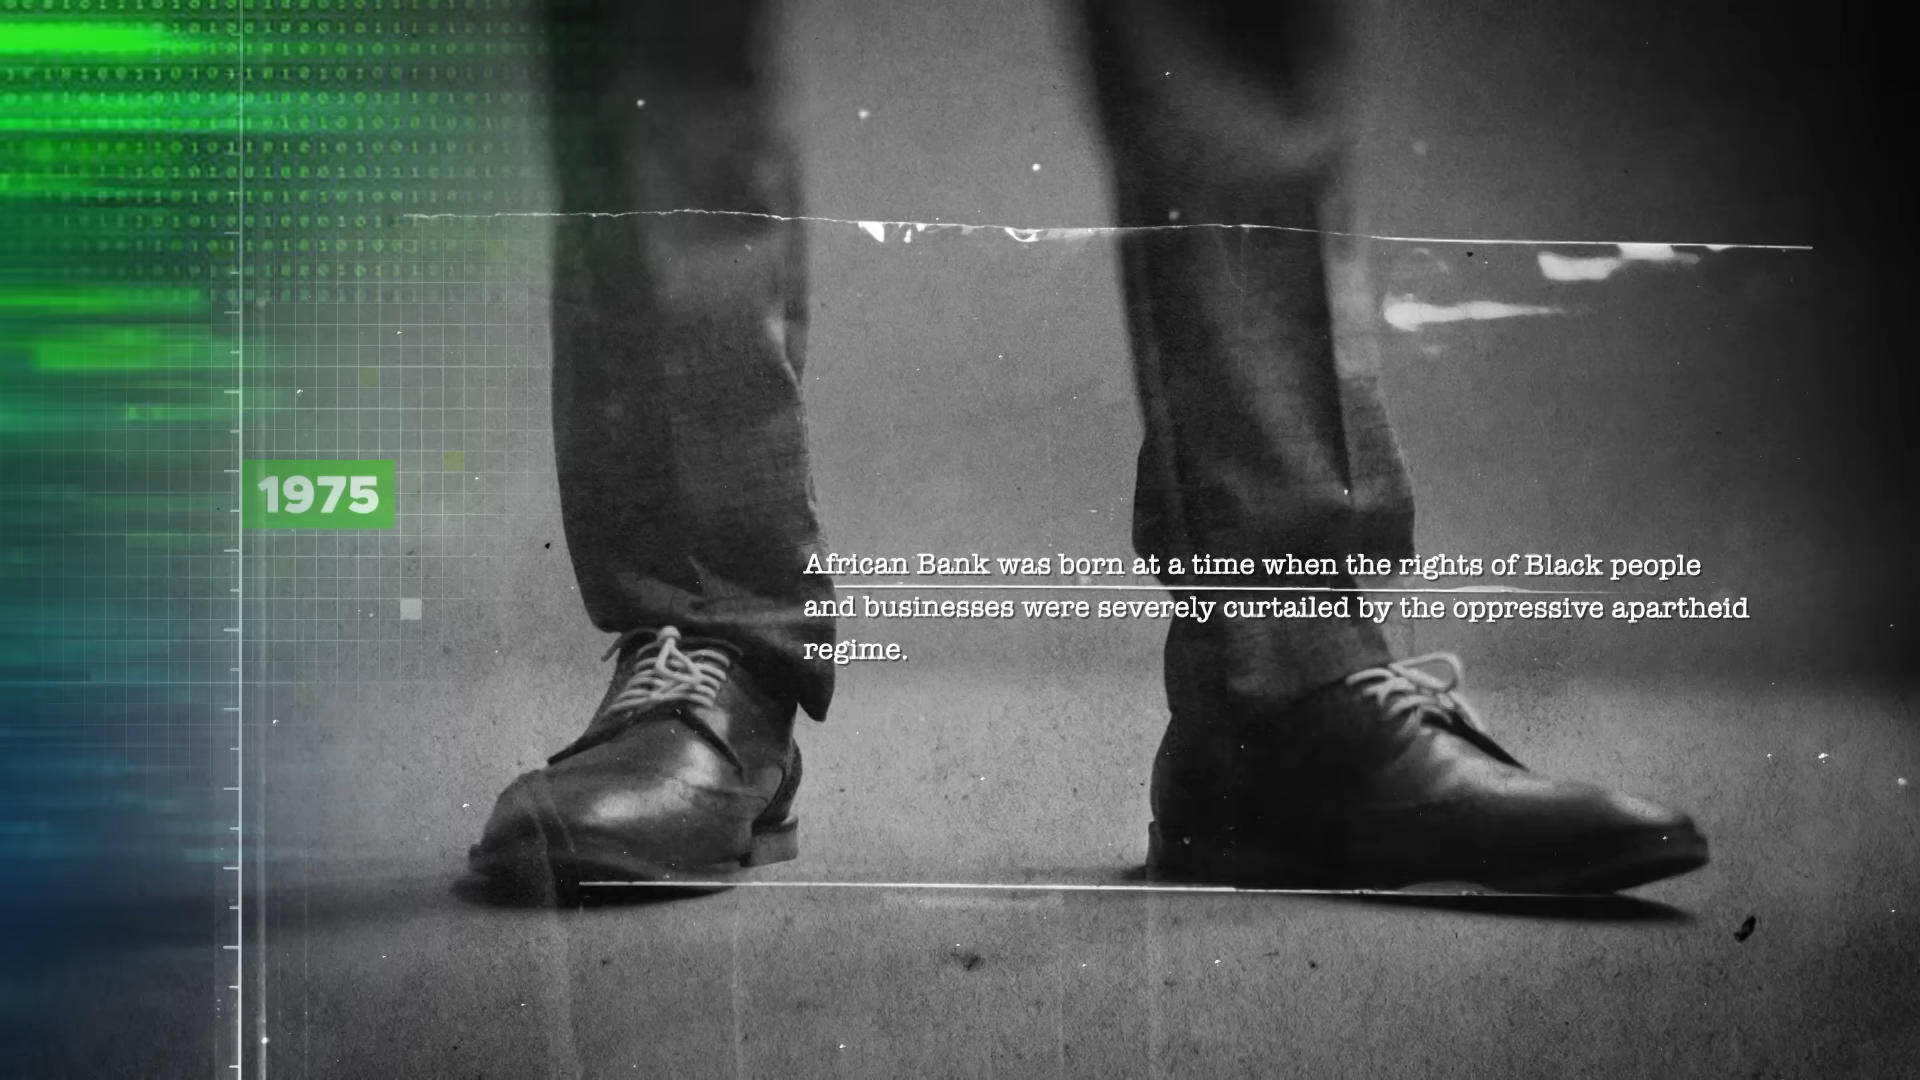 1975
African Bank was born at a time when the rights of Black people
and businesses were severely curtailed by the oppressive apartheid
regime.